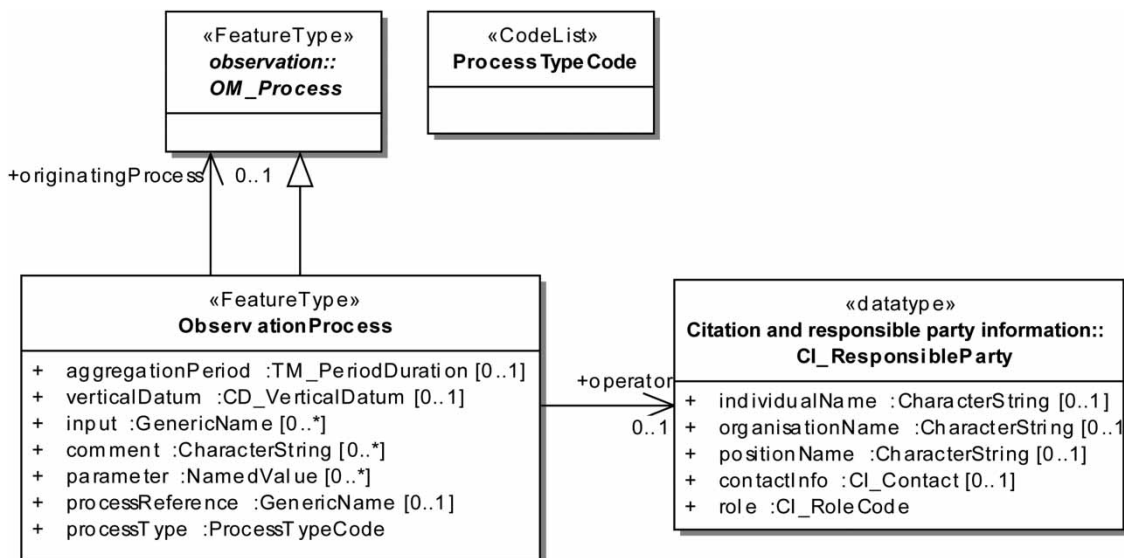 «FeatureType»
observation::
OM_Process
«CodeList»
ProcessTypeCode
+originatingProcess
0..1
«FeatureType»
ObservationProcess
+ aggregationPeriod :TM_PeriodDuration [0..1]
+ verticalDatum :CD_VerticalDatum [0..1]
+ input :GenericName [0..*]
+ comment :CharacterString [0..*]
+ parameter :NamedValue [0..*]
+ processReference :GenericName [0..1]
+ processType :ProcessTypeCode
+operator
0..1
«datatype»
Citation and responsible party information::
CI_ResponsibleParty
+ individualName :CharacterString [0..1]
+ organisationName :CharacterString [0..1
+ positionName :CharacterString [0..1]
+ contactInfo :CI_Contact [0..1]
+ role :CI_RoleCode